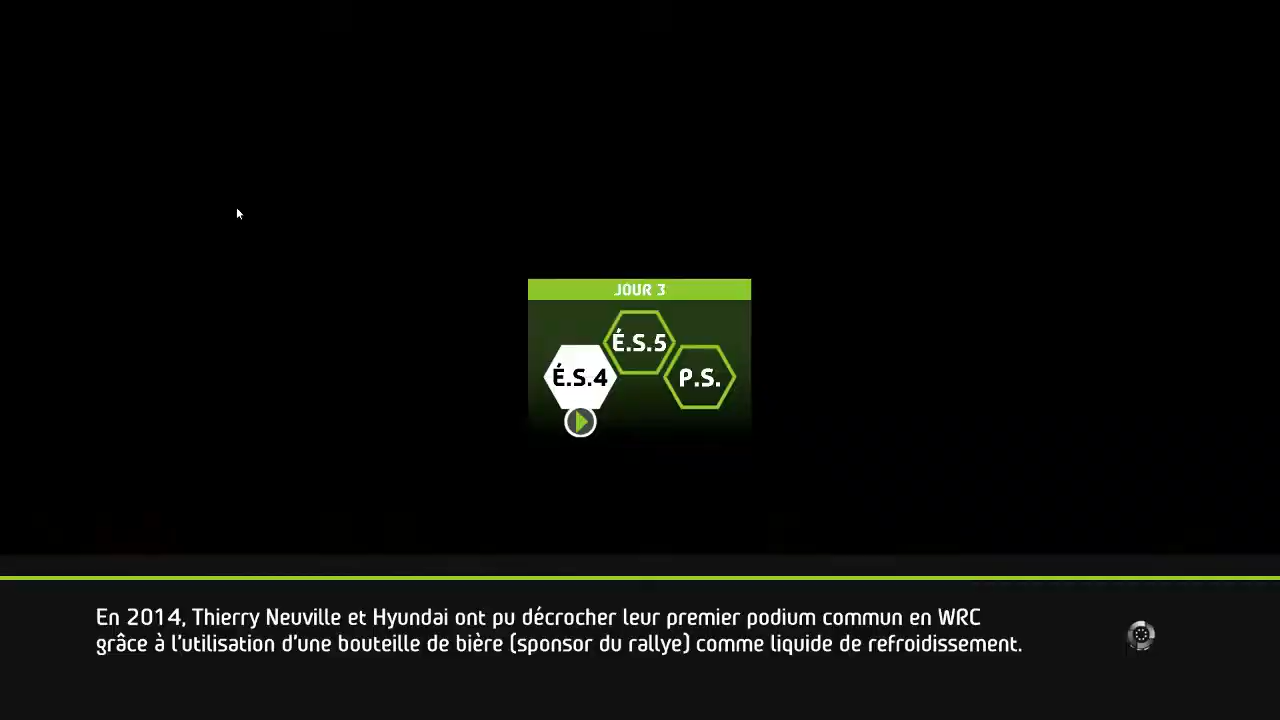 JOUR 3
É.S.5
É.S.4
P.S.
En 2014, Thierry Neuville et Hyundai ont pu décrocher leur premier podium commun en WRC
grâce à l'utilisation d'une bouteille de bière (sponsor du rallye) comme liquide de refroidissement.